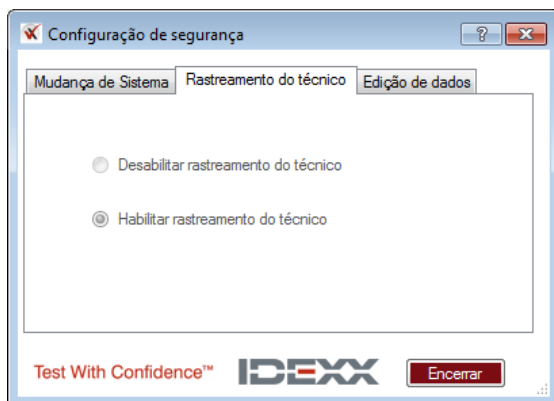 Configuração de segurança
Mudança de Sistema Rastreamento do técnico Edição de dados
Desabilitar rastreamento do técnico
Habilitar rastreamento do técnico
Test With Confidence™ IDEXX Encerrar